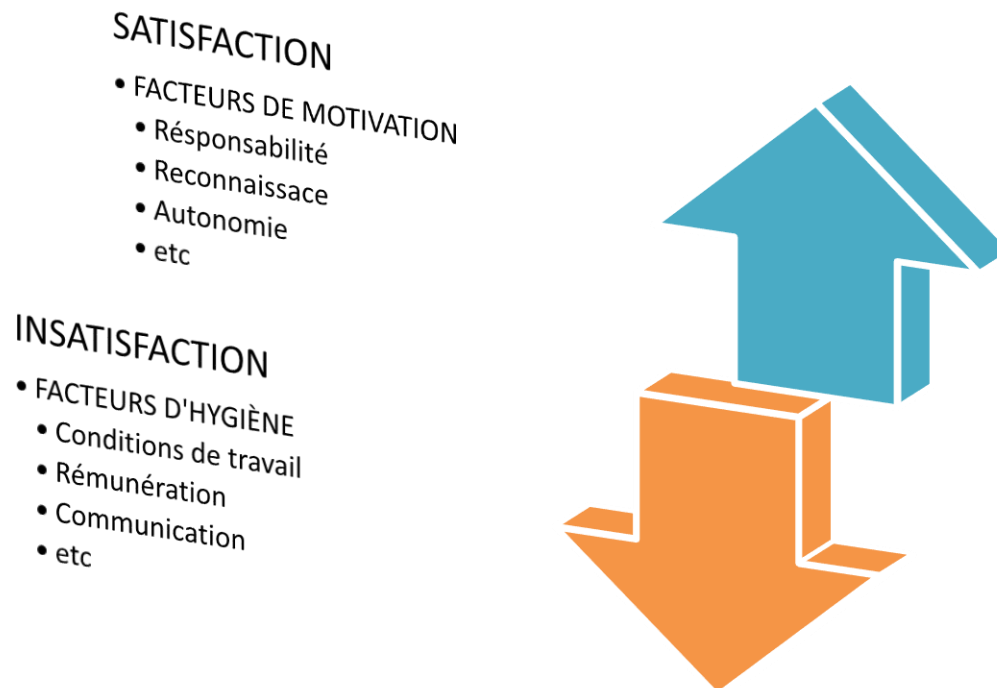 SATISFACTION
• FACTEURS DE MOTIVATION
• Résponsabilité
• Reconnaissace
• Autonomie
• etc
INSATISFACTION
• FACTEURS D'HYGIÈNE
• Conditions de travail
• Rémunération
• Communication
• etc